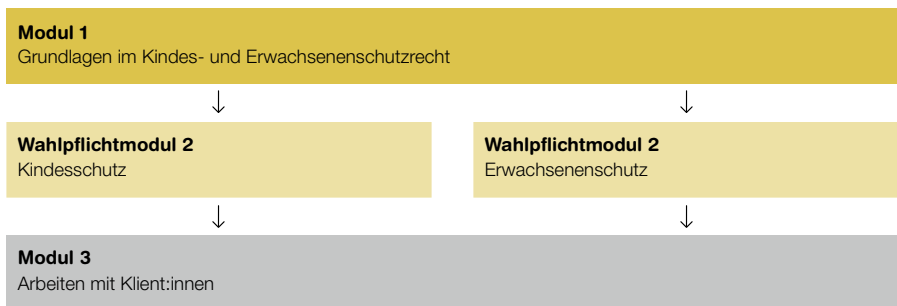 Modul 1
Grundlagen im Kindes- und Erwachsenenschutzrecht
Wahlpflichtmodul 2
Kindesschutz
Wahlpflichtmodul 2
Erwachsenenschutz
Modul 3
Arbeiten mit Klient:innen